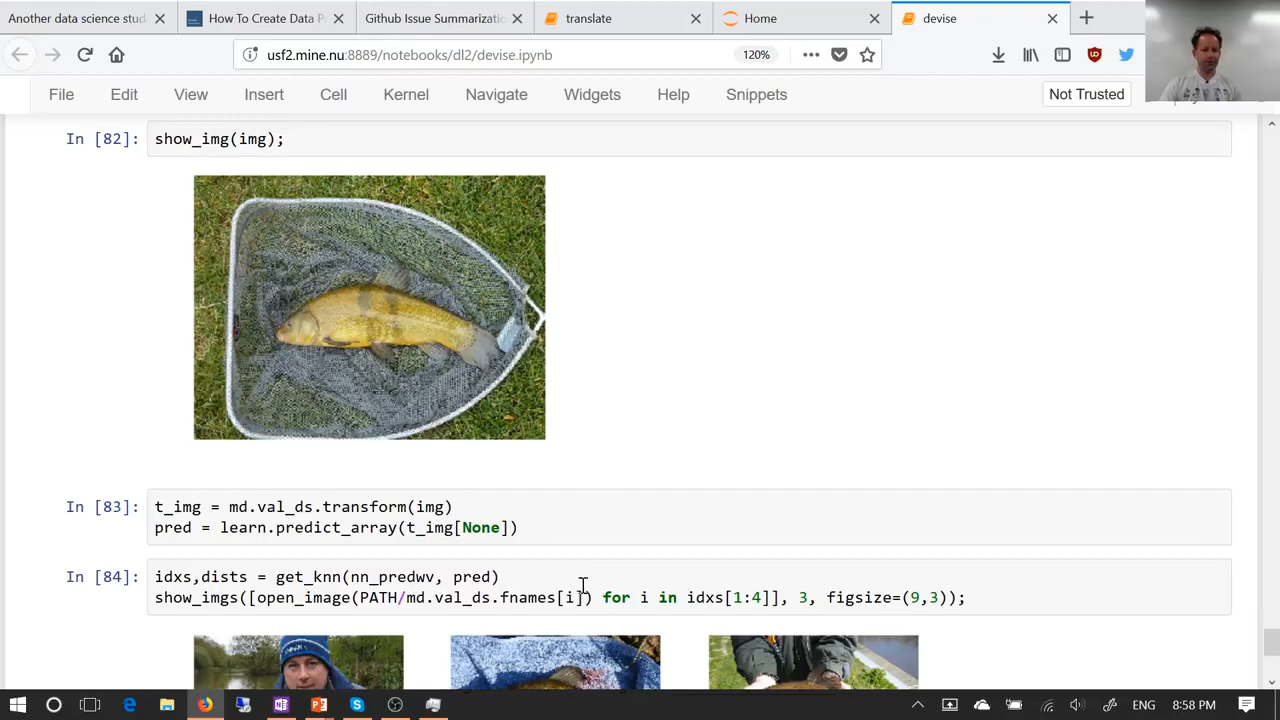 Another data science stud
How To Create Data P
Github Issue Summarizatio
translate
Home
devise
usf2.mine.nu:8889/notebooks/dl2/devise.ipynb
120%
File Edit View Insert Cell Kernel Navigate Widgets Help Snippets
Not Trusted
In [82]: show_img(img);
In [83]: t_img = md.val_ds.transform(img)
pred = learn.predict_array(t_img[None])
In [84]: idxs,dists = get_knn(nn_predwv, pred)
show_imgs([open_image(PATH/md.val_ds.fnames[i]) for i in idxs[1:4]], 3, figsize=(9,3));
ENG 8:58 PM